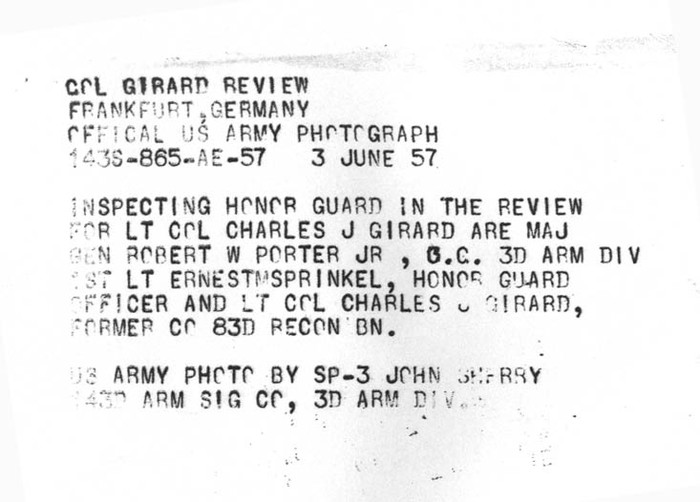 COL GIRARD REVIEW
FRANKFURT,GERMANY
OFFICAL US ARMY PHOTOGRAPH
143S-865-AE-57 3 JUNE 57
INSPECTING HONOR GUARD IN THE REVIEW
FOR LT COL CHARLES J GIRARD ARE MAJ
GEN ROBERT W PORTER JR , C.G. 3D ARM DIV
1ST LT ERNESTMSPRINKEL, HONOR GUARD
OFFICER AND LT COL CHARLES J GIRARD,
FORMER CO 83D RECON BN.
US ARMY PHOTO BY SP-3 JOHN SHERRY
143D ARM SIG CO, 3D ARM DIV.